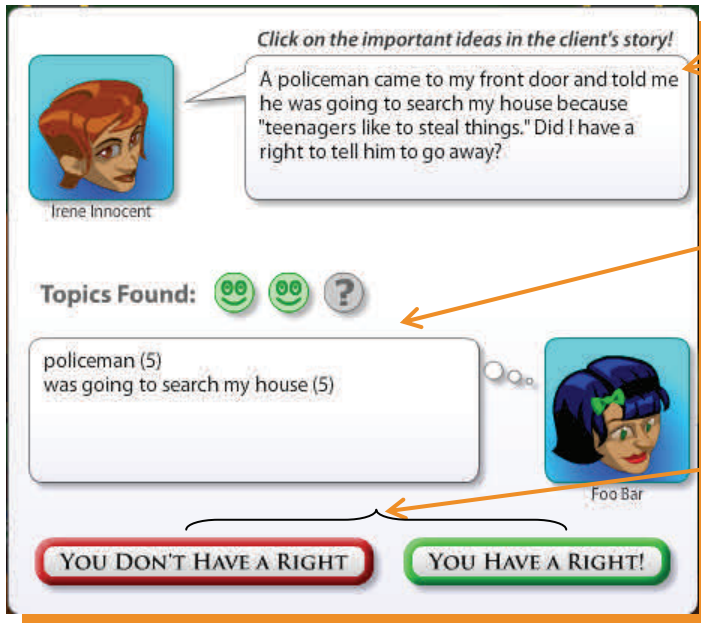 Click on the important ideas in the client's story!
A policeman came to my front door and told me
he was going to search my house because
"teenagers like to steal things." Did I have a
right to tell him to go away?
Irene Innocent
Topics Found:
?
policeman (5)
was going to search my house (5)
Foo Bar
YOU DON'T HAVE A RIGHT
YOU HAVE A RIGHT!